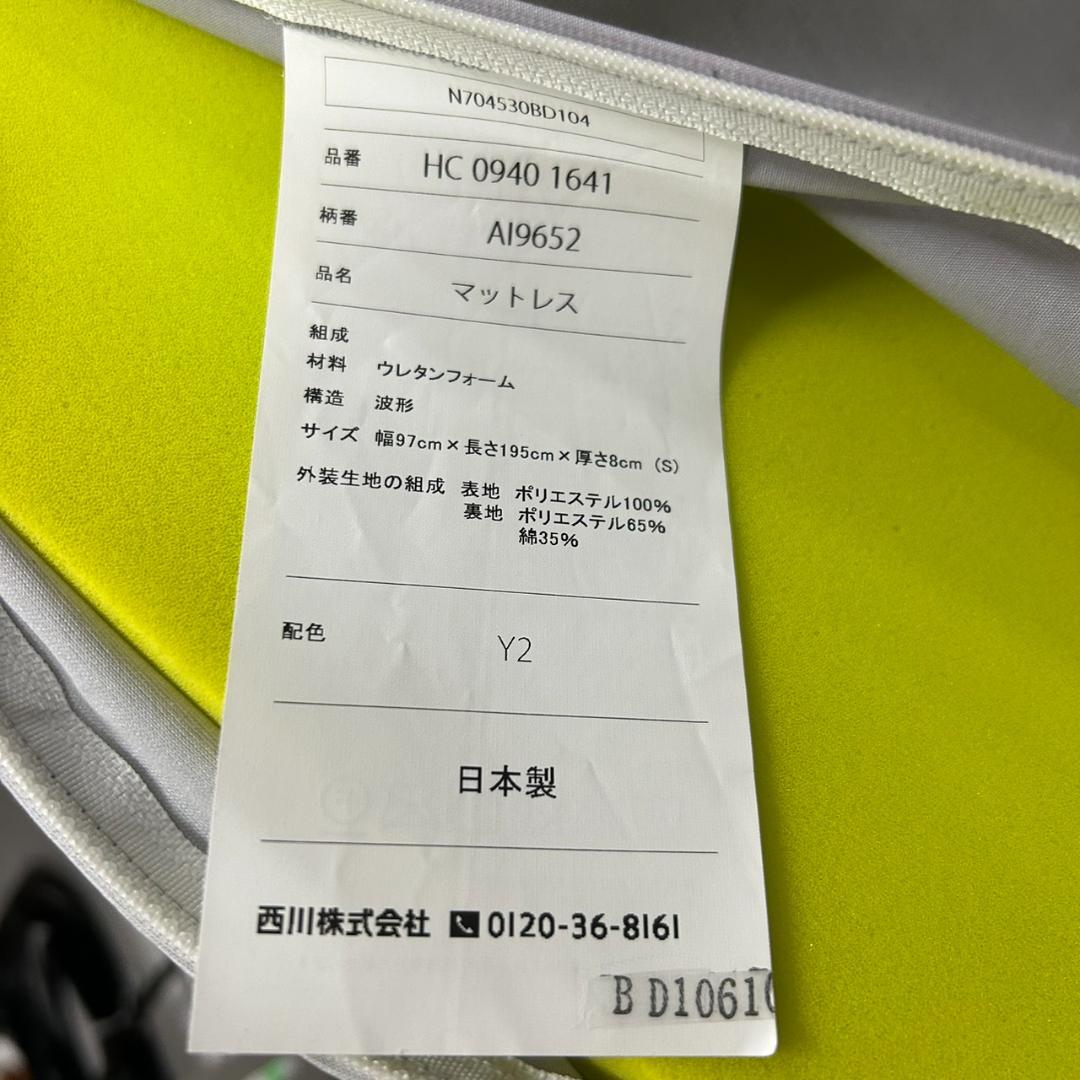 N704530BD104
品番 HC 0940 1641
柄番 AI9652
品名 マットレス
組成
材料 ウレタンフォーム
構造 波形
サイズ 幅97cm×長さ195cm×厚さ8cm（S）
外装生地の組成 表地 ポリエステル100%
裏地 ポリエステル65%
綿35%
配色 Y2
日本製
西川株式会社 0120-36-8161
B D1061